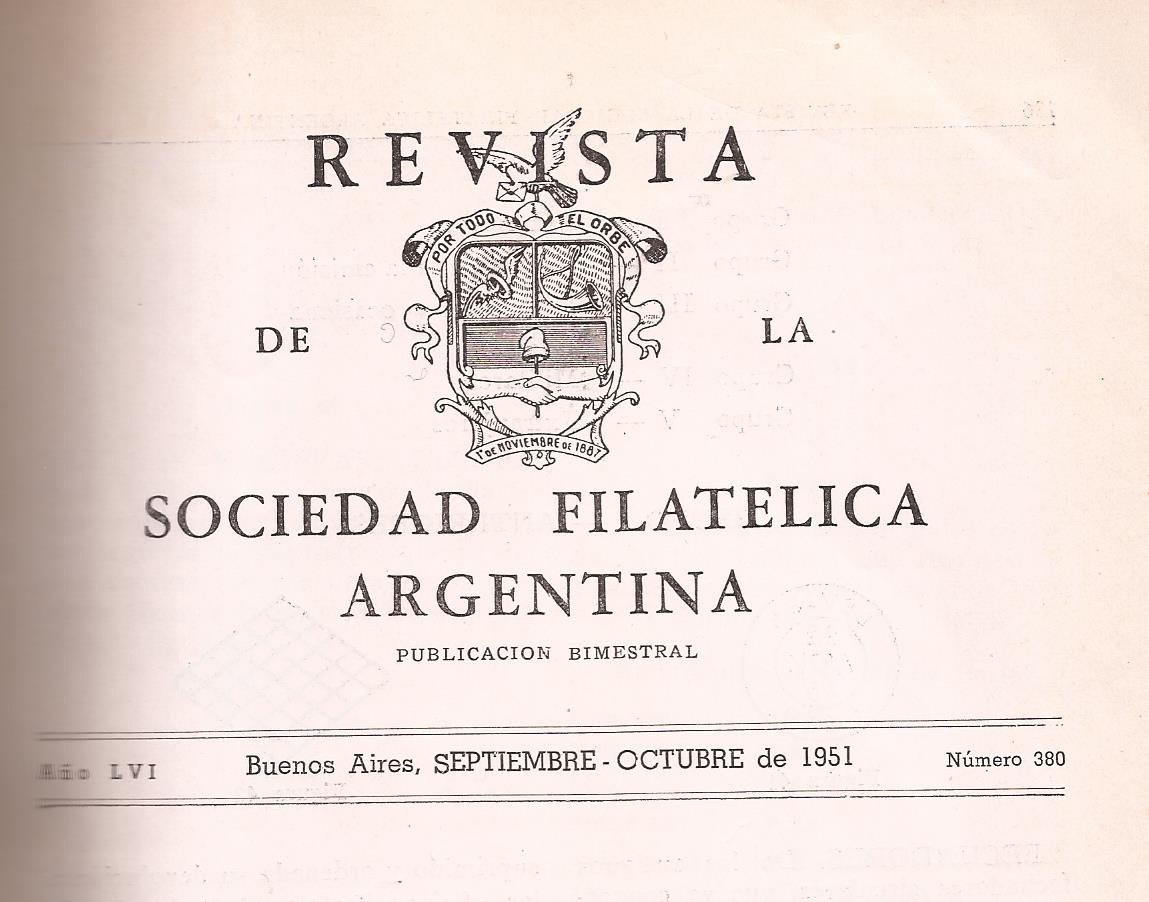 REVISTA
POR TODO EL ORBE
DE LA
1º DE NOVIEMBRE DE 1887
SOCIEDAD FILATELICA
ARGENTINA
PUBLICACION BIMESTRAL
Año LVI Buenos Aires, SEPTIEMBRE - OCTUBRE de 1951 Número 380